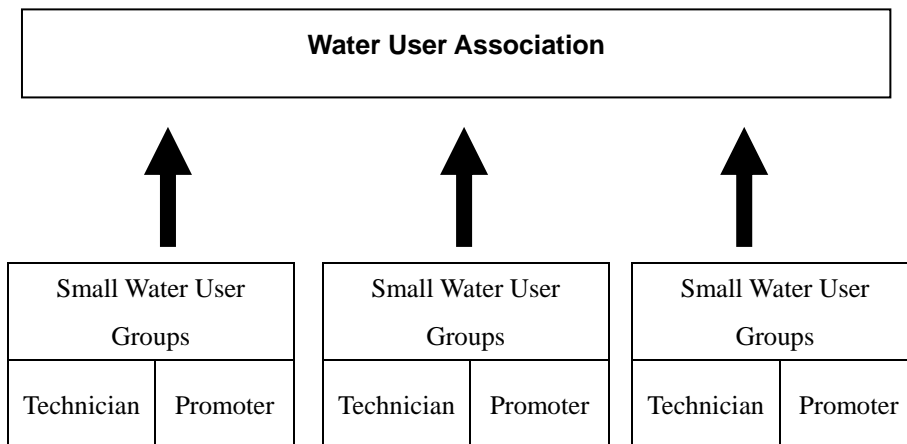 Water User Association
Small Water User
Groups
Technician
Promoter
Small Water User
Groups
Technician
Promoter
Small Water User
Groups
Technician
Promoter